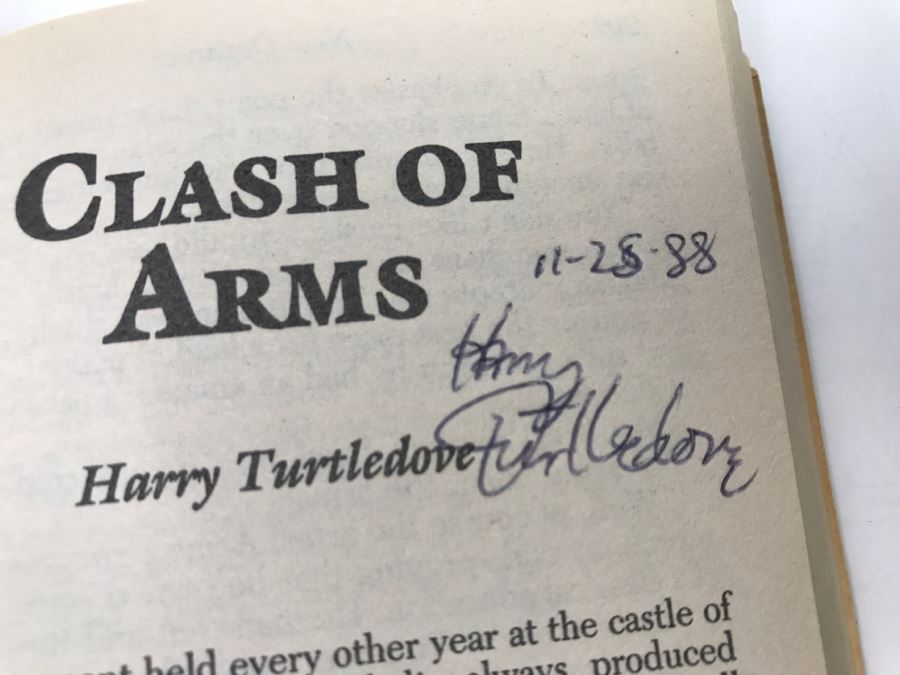 CLASH OF
ARMS
11-25-88
Harry
Turtledove
Harry Turtledove
held every other year at the castle of
always produced